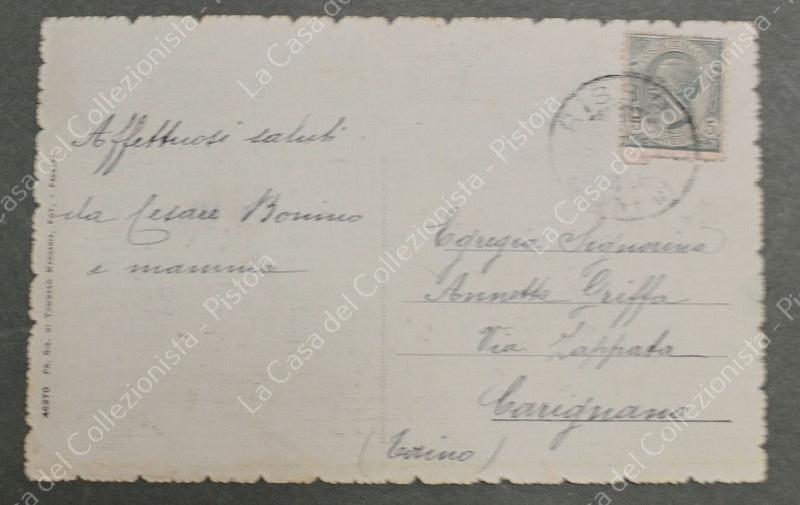 Affettuosi saluti
da Cesare Bonino
e mamma
Egregia Signorina
Annetta Griffa
Via Zappata
Carignano
(Torino)
46970
La Casa del Collezionista - Pistoia